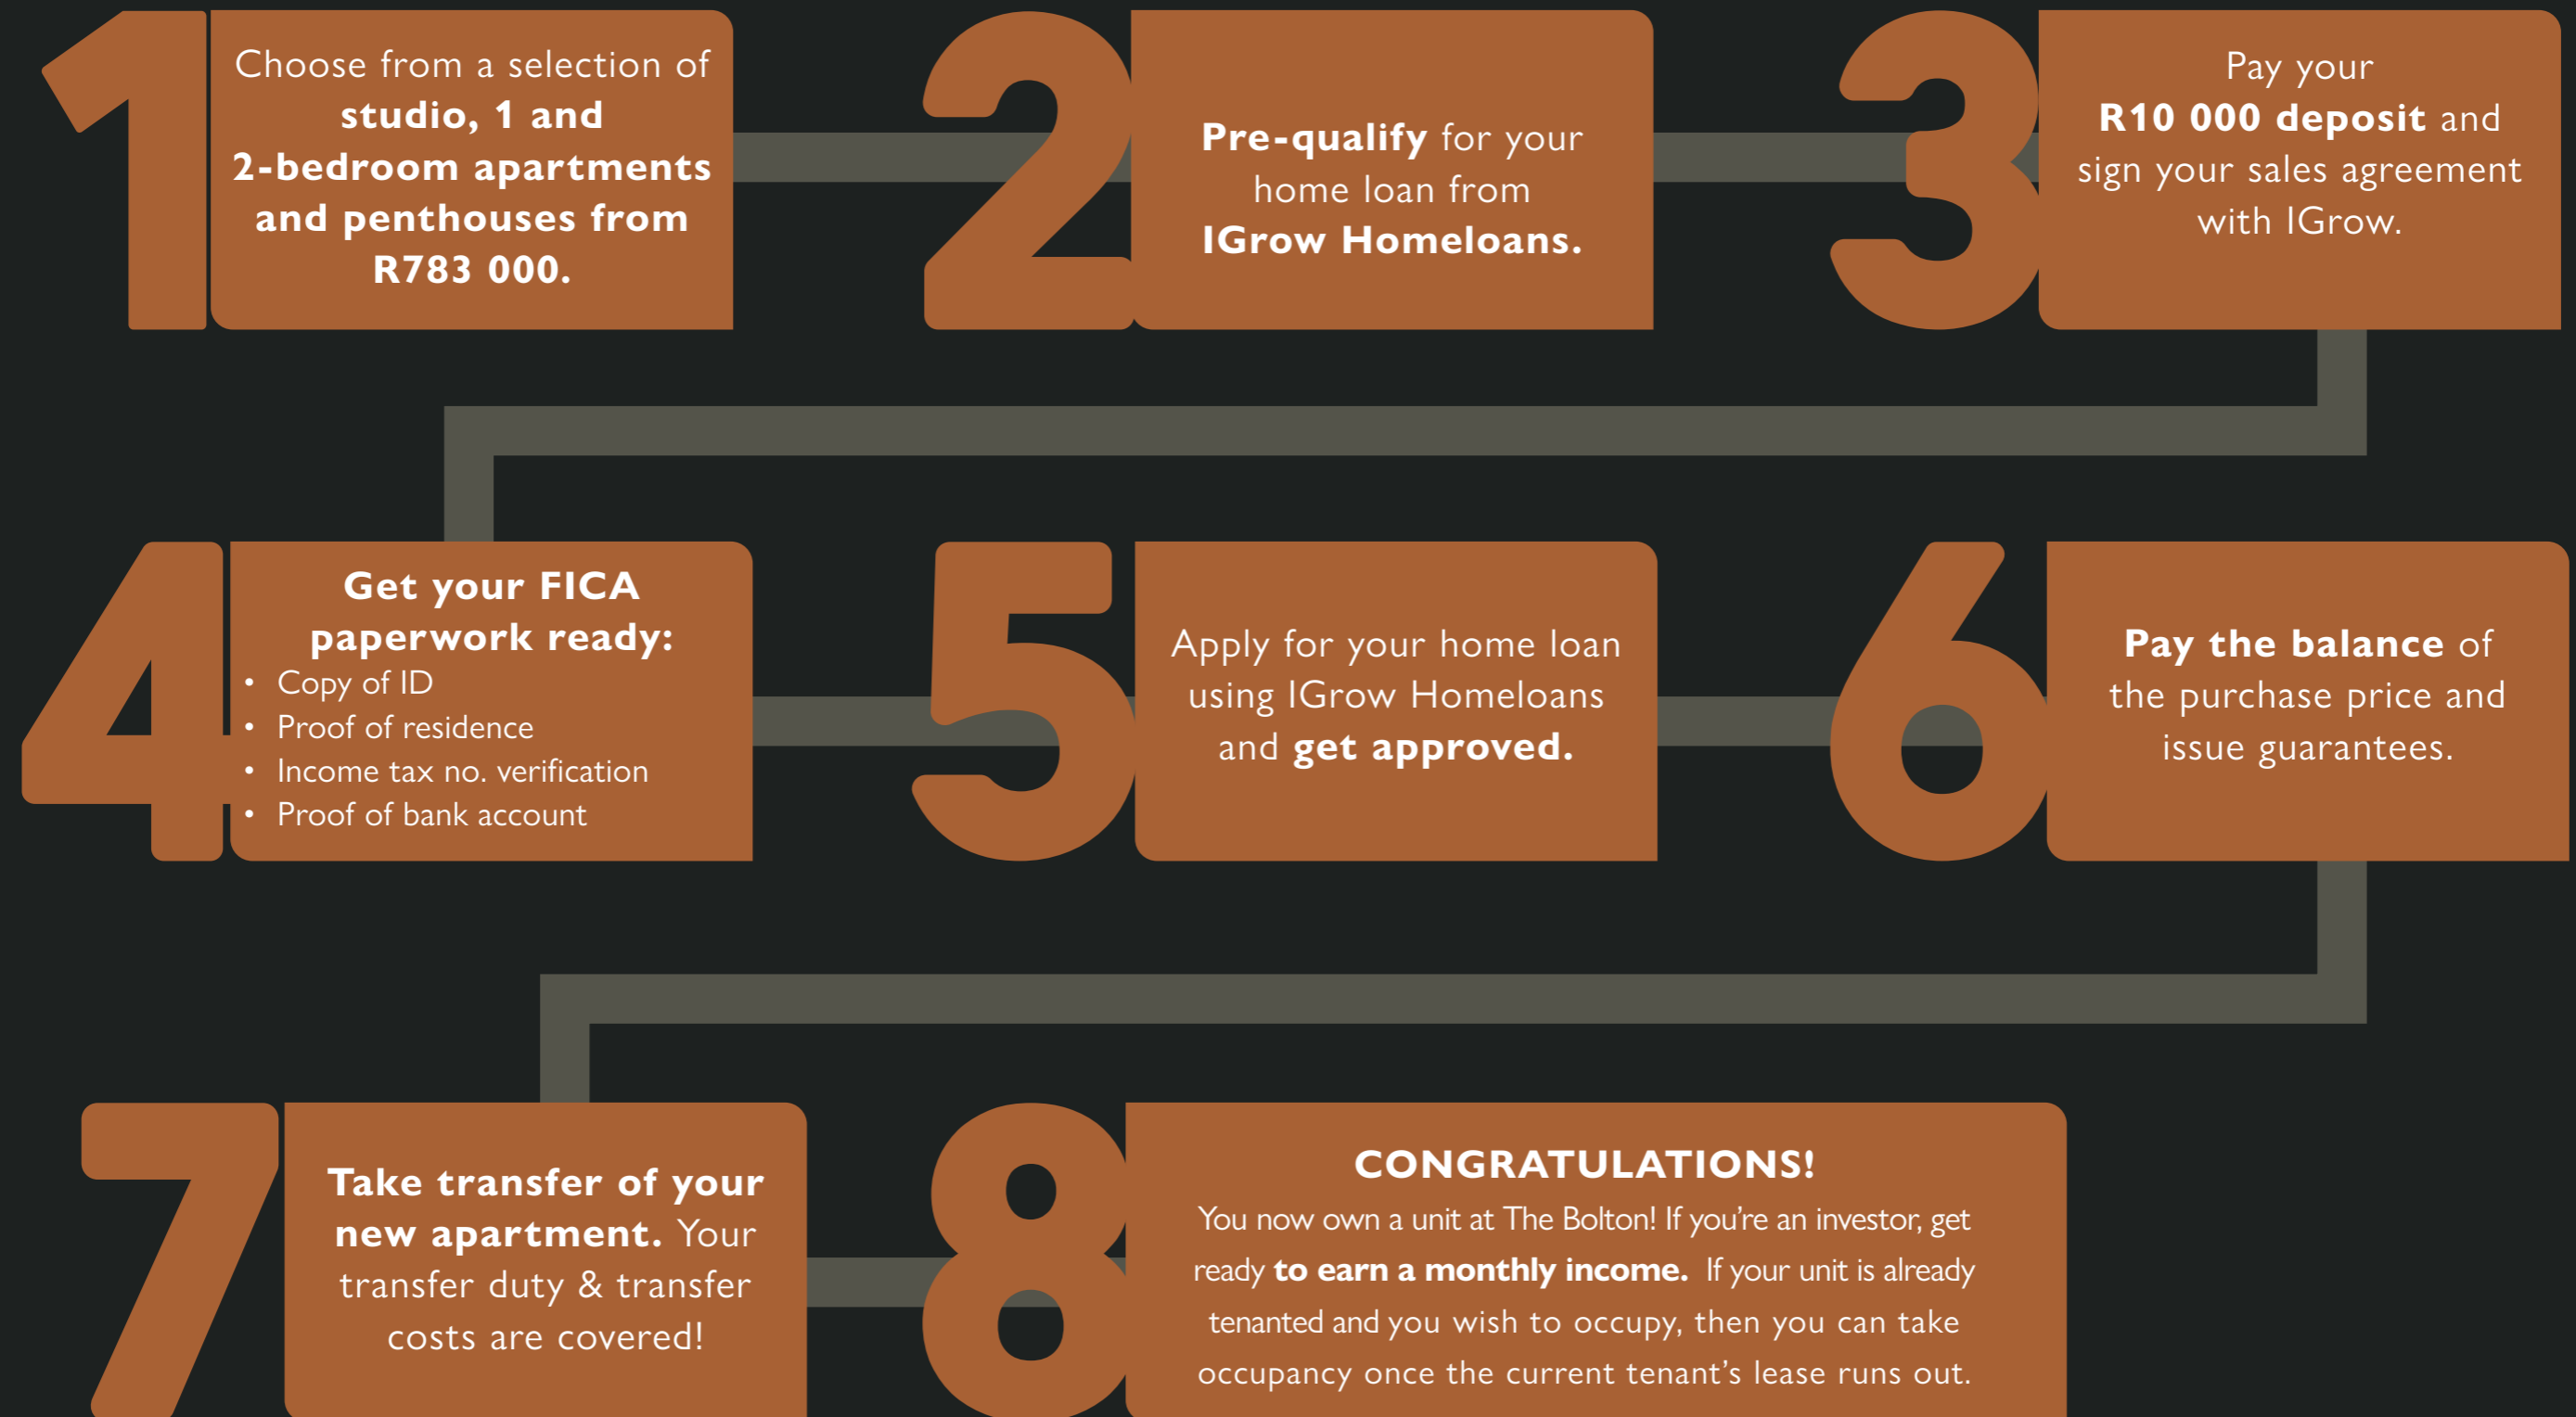 1
Choose from a selection of
studio, 1 and
2-bedroom apartments
and penthouses from
R783 000.
2
Pre-qualify for your
home loan from
IGrow Homeloans.
3
Pay your
R10 000 deposit and
sign your sales agreement
with IGrow.
4
Get your FICA
paperwork ready:
• Copy of ID
• Proof of residence
• Income tax no. verification
• Proof of bank account
5
Apply for your home loan
using IGrow Homeloans
and get approved.
6
Pay the balance of
the purchase price and
issue guarantees.
7
Take transfer of your
new apartment. Your
transfer duty & transfer
costs are covered!
8
CONGRATULATIONS!
You now own a unit at The Bolton! If you’re an investor, get
ready to earn a monthly income. If your unit is already
tenanted and you wish to occupy, then you can take
occupancy once the current tenant’s lease runs out.